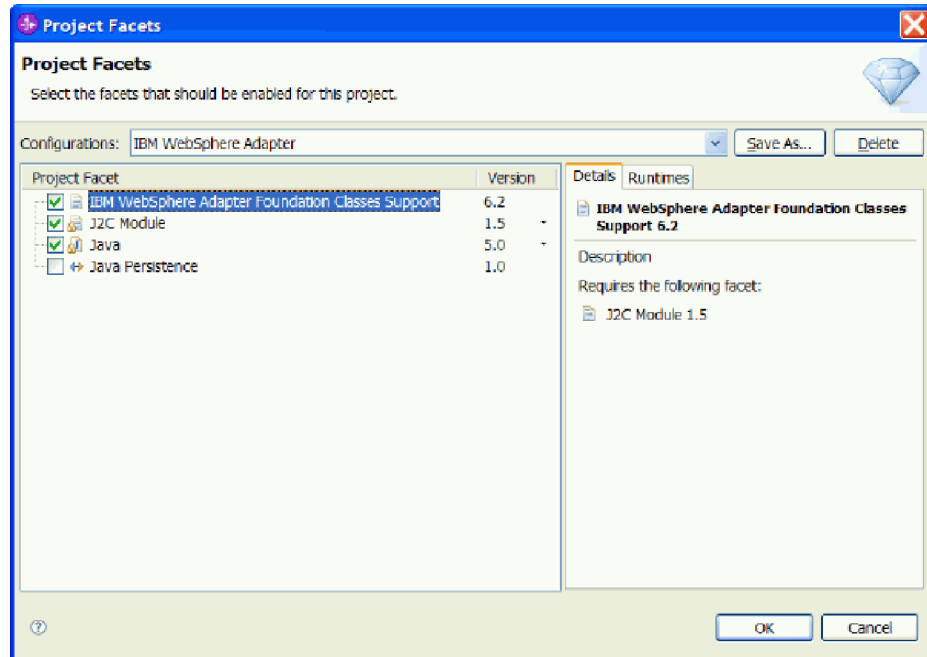 Project Facets
Project Facets
Select the facets that should be enabled for this project.
Configurations: IBM WebSphere Adapter Save As... Delete
Project Facet Version
IBM WebSphere Adapter Foundation Classes Support 6.2
J2C Module 1.5
Java 5.0
Java Persistence 1.0
Details Runtimes
IBM WebSphere Adapter Foundation Classes
Support 6.2
Description
Requires the following facet:
J2C Module 1.5
? OK Cancel